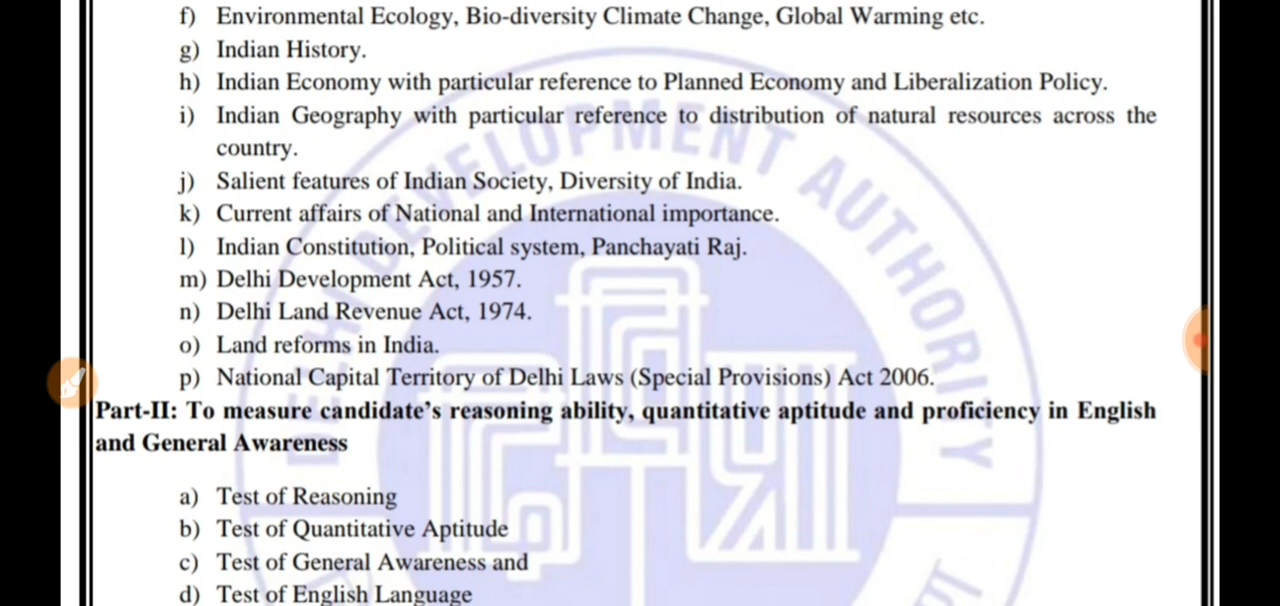 f) Environmental Ecology, Bio-diversity Climate Change, Global Warming etc.
g) Indian History.
h) Indian Economy with particular reference to Planned Economy and Liberalization Policy.
i) Indian Geography with particular reference to distribution of natural resources across the
country.
j) Salient features of Indian Society, Diversity of India.
k) Current affairs of National and International importance.
l) Indian Constitution, Political system, Panchayati Raj.
m) Delhi Development Act, 1957.
n) Delhi Land Revenue Act, 1974.
o) Land reforms in India.
p) National Capital Territory of Delhi Laws (Special Provisions) Act 2006.
Part-II: To measure candidate's reasoning ability, quantitative aptitude and proficiency in English
and General Awareness
a) Test of Reasoning
b) Test of Quantitative Aptitude
c) Test of General Awareness and
d) Test of English Language
DELHI DEVELOPMENT AUTHORITY